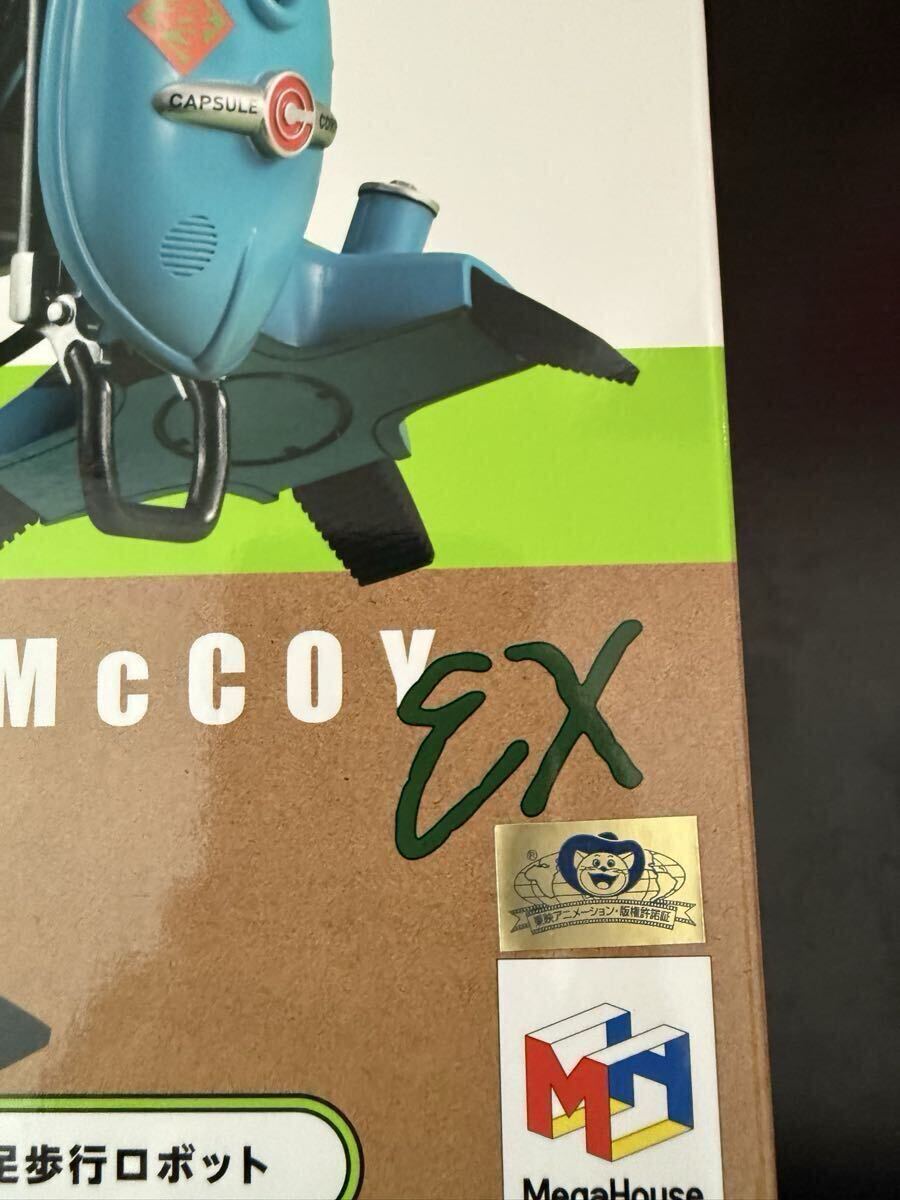 CAPSULE
McCOY
EX
®
東映アニメーション・版権許諾証
足歩行ロボット
MegaHouse